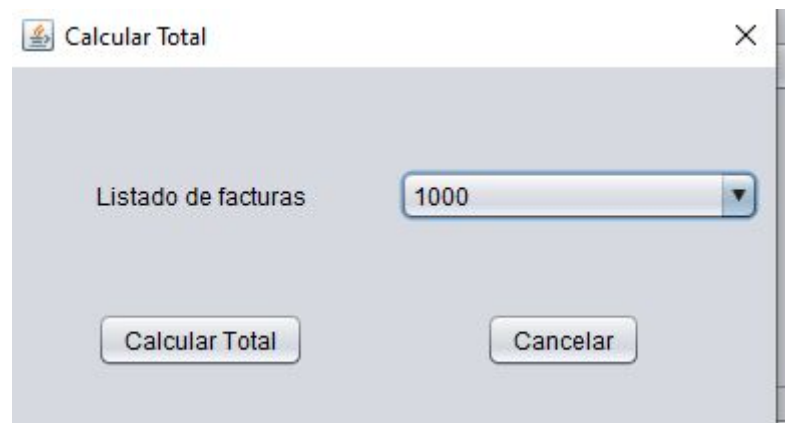 Calcular Total
Listado de facturas 1000
Calcular Total Cancelar